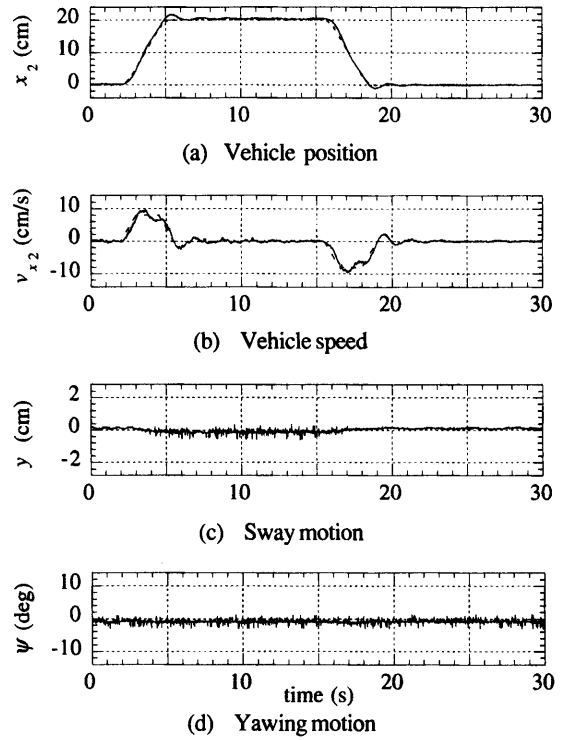 20
10
0
x2 (cm)
0 10 20 30
(a) Vehicle position
10
0
-10
vx2 (cm/s)
0 10 20 30
(b) Vehicle speed
2
0
-2
y (cm)
0 10 20 30
(c) Sway motion
10
0
-10
ψ (deg)
0 10 20 30
time (s)
(d) Yawing motion